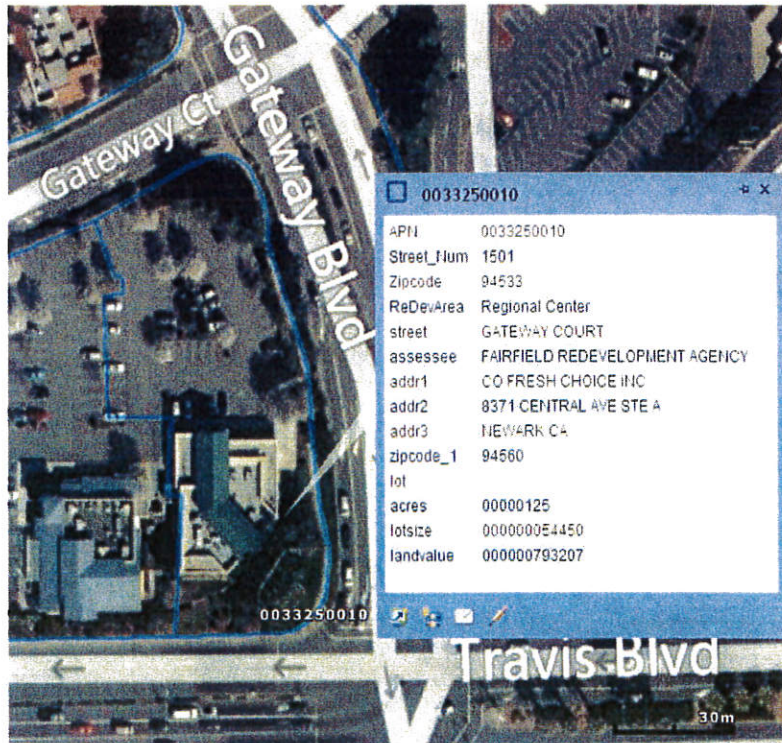 Gateway Ct
Gateway Blvd
0033250010
APN 0033250010
Street_Num 1501
Zipcode 94533
ReDevArea Regional Center
street GATEWAY COURT
assessee FAIRFIELD REDEVELOPMENT AGENCY
addr1 CO FRESH CHOICE INC
addr2 8371 CENTRAL AVE STE A
addr3 NEWARK CA
zipcode_1 94560
lot
acres 00000125
lotsize 000000054450
landvalue 000000793207
0033250010
Travis Blvd
30m